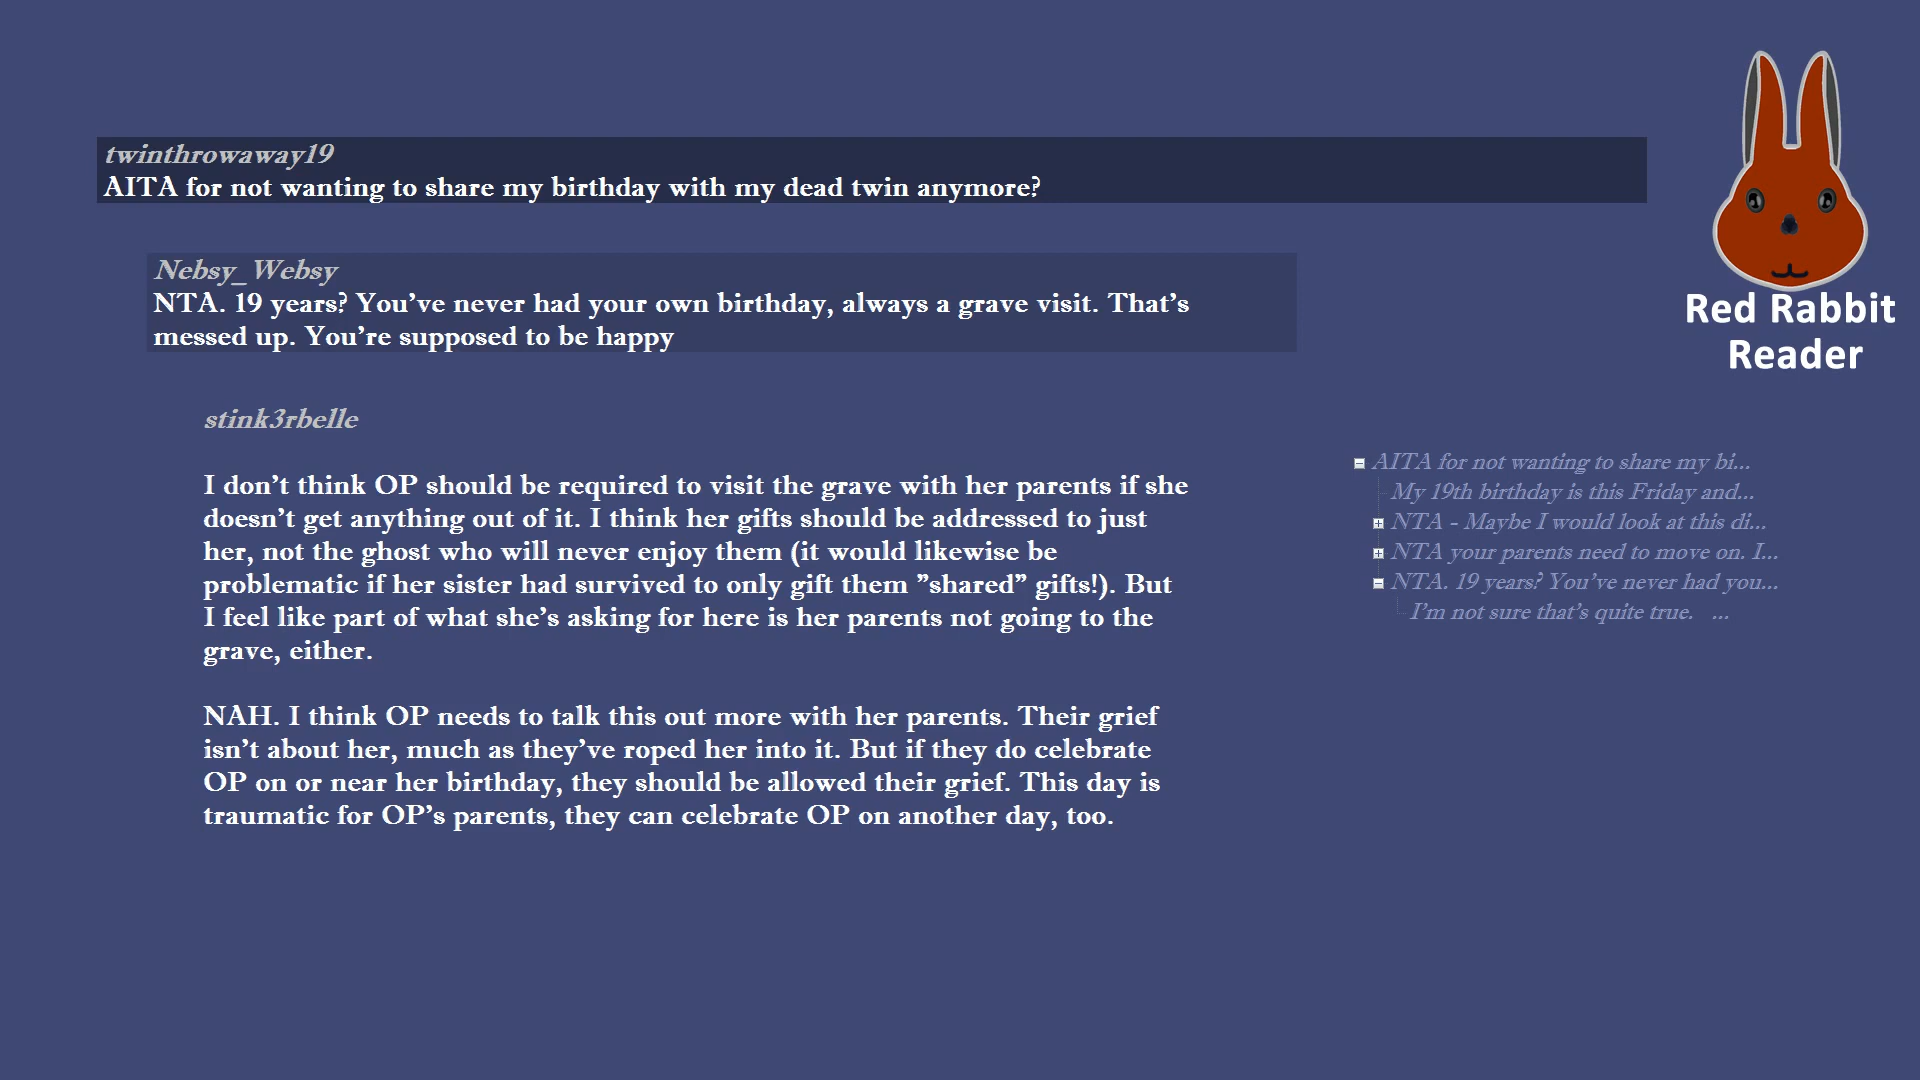 twinthrowaway19
AITA for not wanting to share my birthday with my dead twin anymore?
Nebsy_Websy
NTA. 19 years? You've never had your own birthday, always a grave visit. That's
messed up. You're supposed to be happy
stink3rbelle
I don't think OP should be required to visit the grave with her parents if she
doesn't get anything out of it. I think her gifts should be addressed to just
her, not the ghost who will never enjoy them (it would likewise be
problematic if her sister had survived to only gift them "shared" gifts!). But
I feel like part of what she's asking for here is her parents not going to the
grave, either.
NAH. I think OP needs to talk this out more with her parents. Their grief
isn't about her, much as they've roped her into it. But if they do celebrate
OP on or near her birthday, they should be allowed their grief. This day is
traumatic for OP's parents, they can celebrate OP on another day, too.
Red Rabbit
Reader
AITA for not wanting to share my bi...
My 19th birthday is this Friday and...
NTA - Maybe I would look at this di...
NTA your parents need to move on. I...
NTA. 19 years? You've never had you...
I'm not sure that's quite true. ...